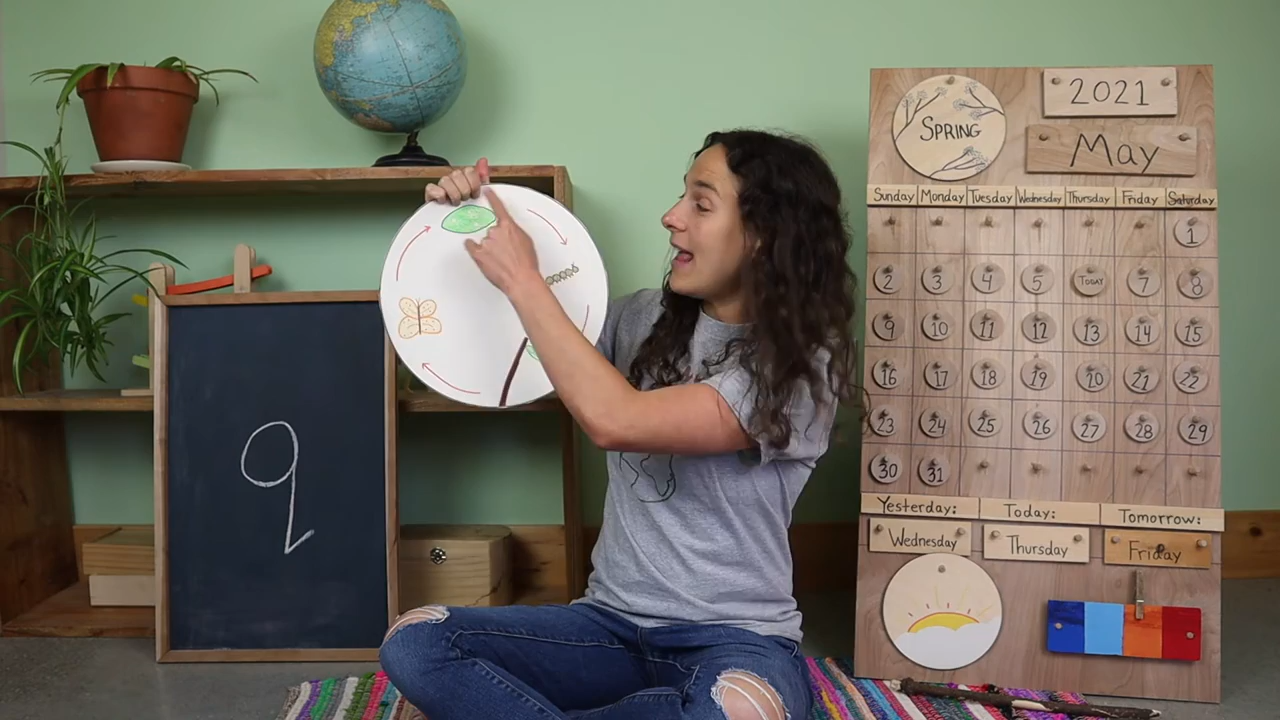 q
SPRING
2021
May
Sunday Monday Tuesday Wednesday Thursday Friday Saturday
1
2 3 4 5 TODAY 7 8
9 10 11 12 13 14 15
16 17 18 19 20 21 22
23 24 25 26 27 28 29
30 31
Yesterday: Today: Tomorrow:
Wednesday Thursday Friday